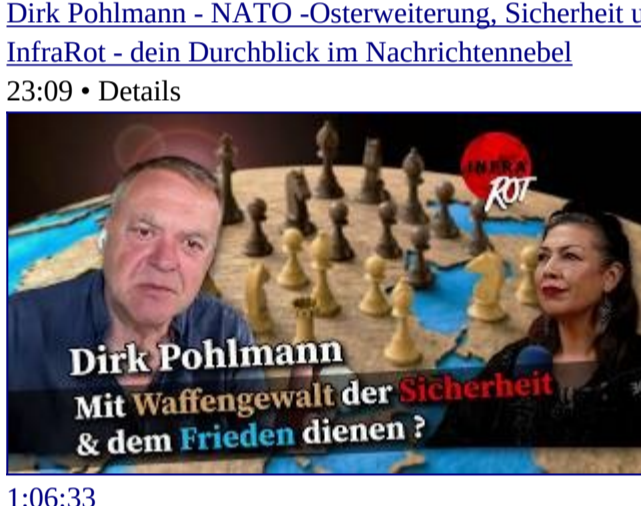 Dirk Pohlmann - NATO -Osterweiterung, Sicherheit
InfraRot - dein Durchblick im Nachrichtennebel
23:09 • Details
INFRA
ROT
Dirk Pohlmann
Mit Waffengewalt der Sicherheit
& dem Frieden dienen ?
1:06:33